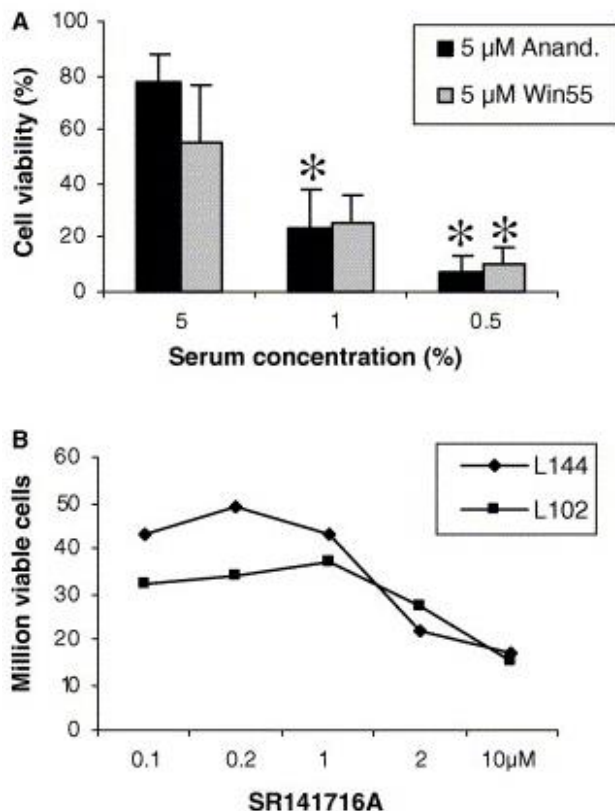 A
Cell viability (%)
100
80
60
40
20
0
5 µM Anand.
5 µM Win55
*
* *
5 1 0.5
Serum concentration (%)
B
Million viable cells
60
50
40
30
20
10
0
L144
L102
0.1 0.2 1 2 10µM
SR141716A